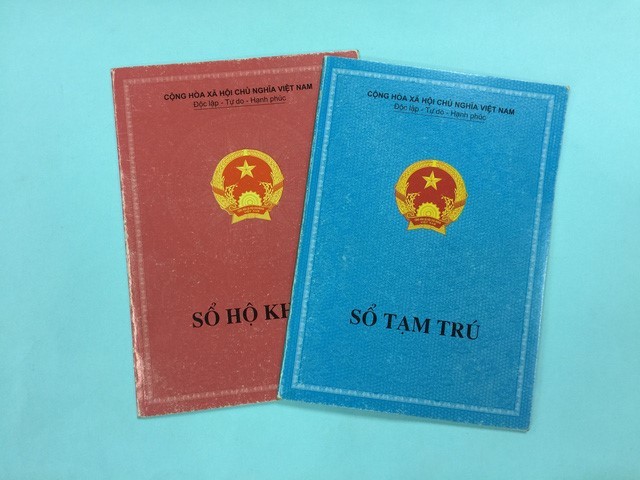 CỘNG HÒA XÃ HỘI CHỦ NGHĨA VIỆT NAM
Độc lập - Tự do - Hạnh phúc
SỔ HỘ KH
CỘNG HÒA XÃ HỘI CHỦ NGHĨA VIỆT NAM
Độc lập - Tự do - Hạnh phúc
SỔ TẠM TRÚ